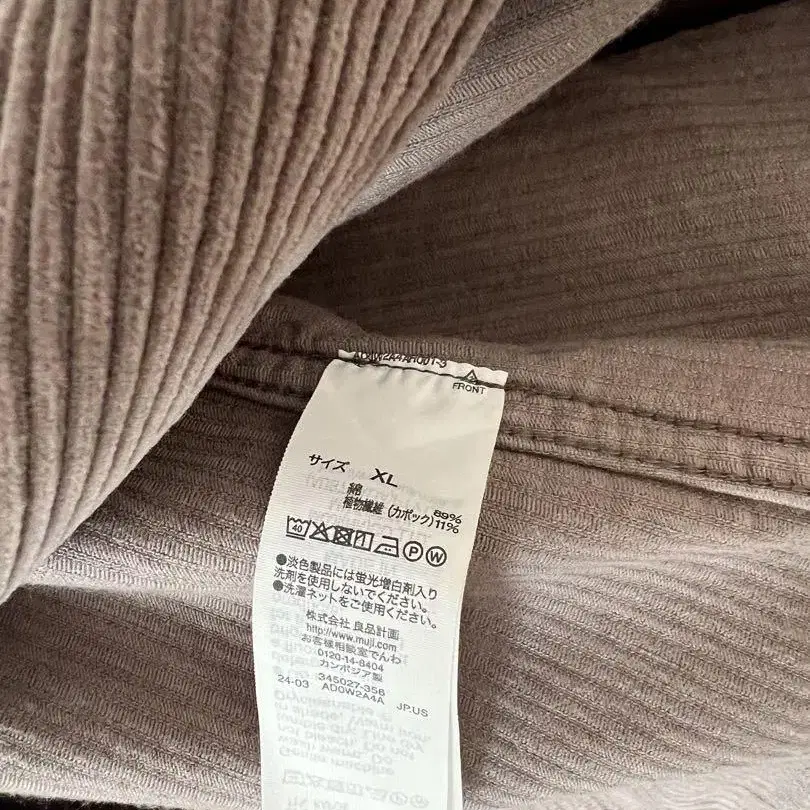 AD0W2A4AH001-3
FRONT
サイズ XL
綿 89%
植物繊維(カポック)11%
40
P
W
●淡色製品には蛍光増白剤入り
洗剤を使用しないでください。
●洗濯ネットをご使用ください。
株式会社 良品計画
http://www.muji.com
お客様相談室でんわ
0120-14-6404
カンボジア製
345027-356
24-03 AD0W2A4A JP.US